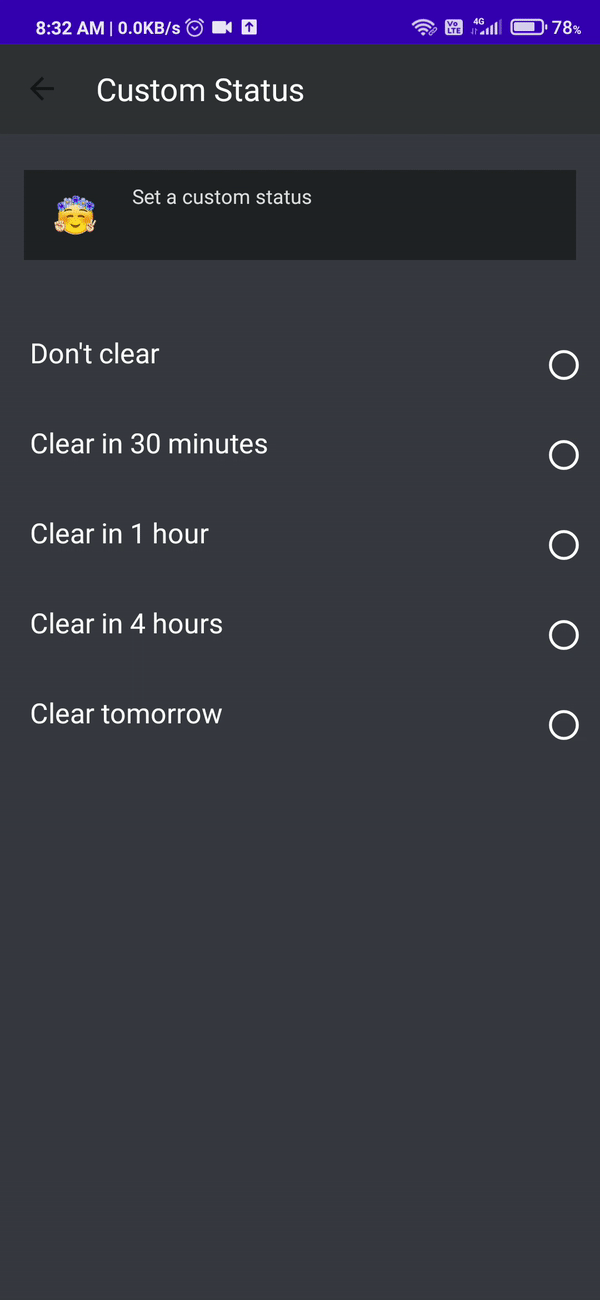 8:32 AM | 0.0KB/s 4G Vo LTE 78%
Custom Status
Set a custom status
Don't clear
Clear in 30 minutes
Clear in 1 hour
Clear in 4 hours
Clear tomorrow